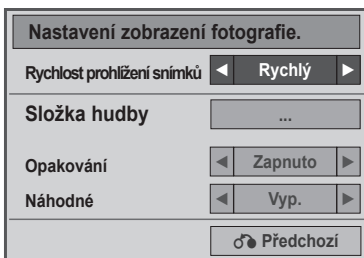 Nastavení zobrazení fotografie.
Rychlost prohlížení snímků ◄ Rychlý ►
Složka hudby ...
Opakování ◄ Zapnuto ►
Náhodné ◄ Vyp. ►
Předchozí